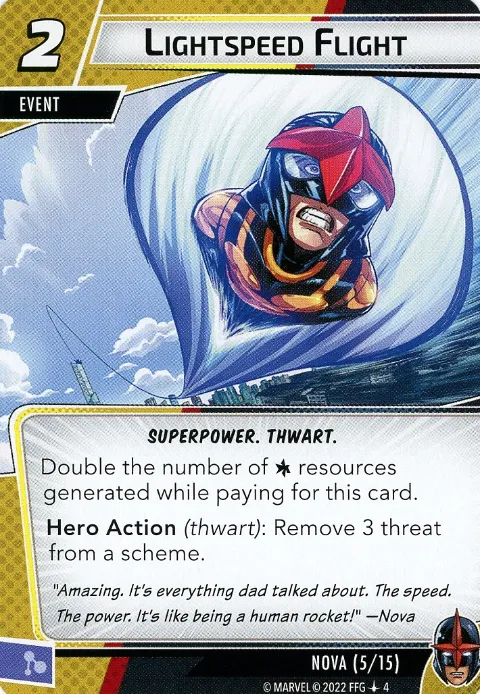 2
LIGHTSPEED FLIGHT
EVENT
SUPERPOWER. THWART.
Double the number of resources
generated while paying for this card.
Hero Action (thwart): Remove 3 threat
from a scheme.
"Amazing. It's everything dad talked about. The speed.
The power. It's like being a human rocket!" —Nova
NOVA (5/15)
© MARVEL © 2022 FFG 4